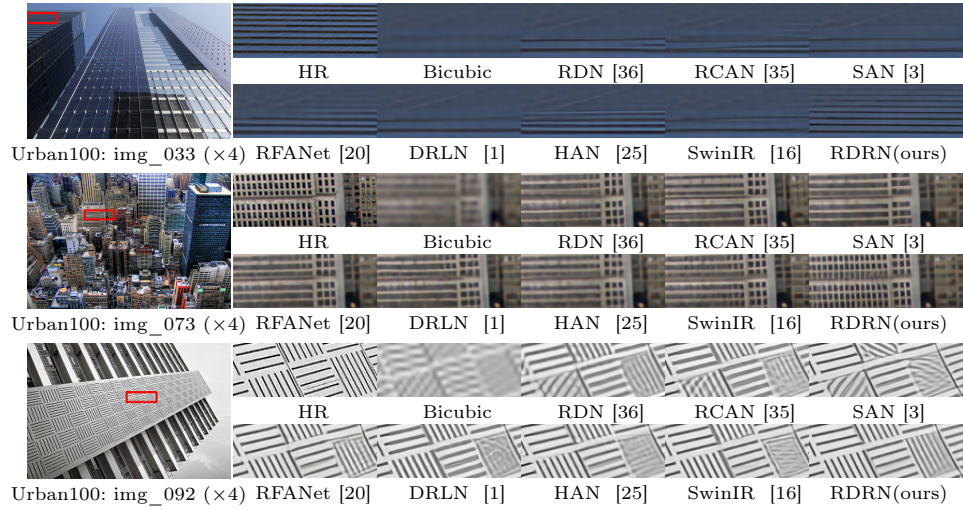 HR Bicubic RDN [36] RCAN [35] SAN [3]
Urban100: img_033 (×4) RFANet [20] DRLN [1] HAN [25] SwinIR [16] RDRN(ours)
HR Bicubic RDN [36] RCAN [35] SAN [3]
Urban100: img_073 (×4) RFANet [20] DRLN [1] HAN [25] SwinIR [16] RDRN(ours)
HR Bicubic RDN [36] RCAN [35] SAN [3]
Urban100: img_092 (×4) RFANet [20] DRLN [1] HAN [25] SwinIR [16] RDRN(ours)